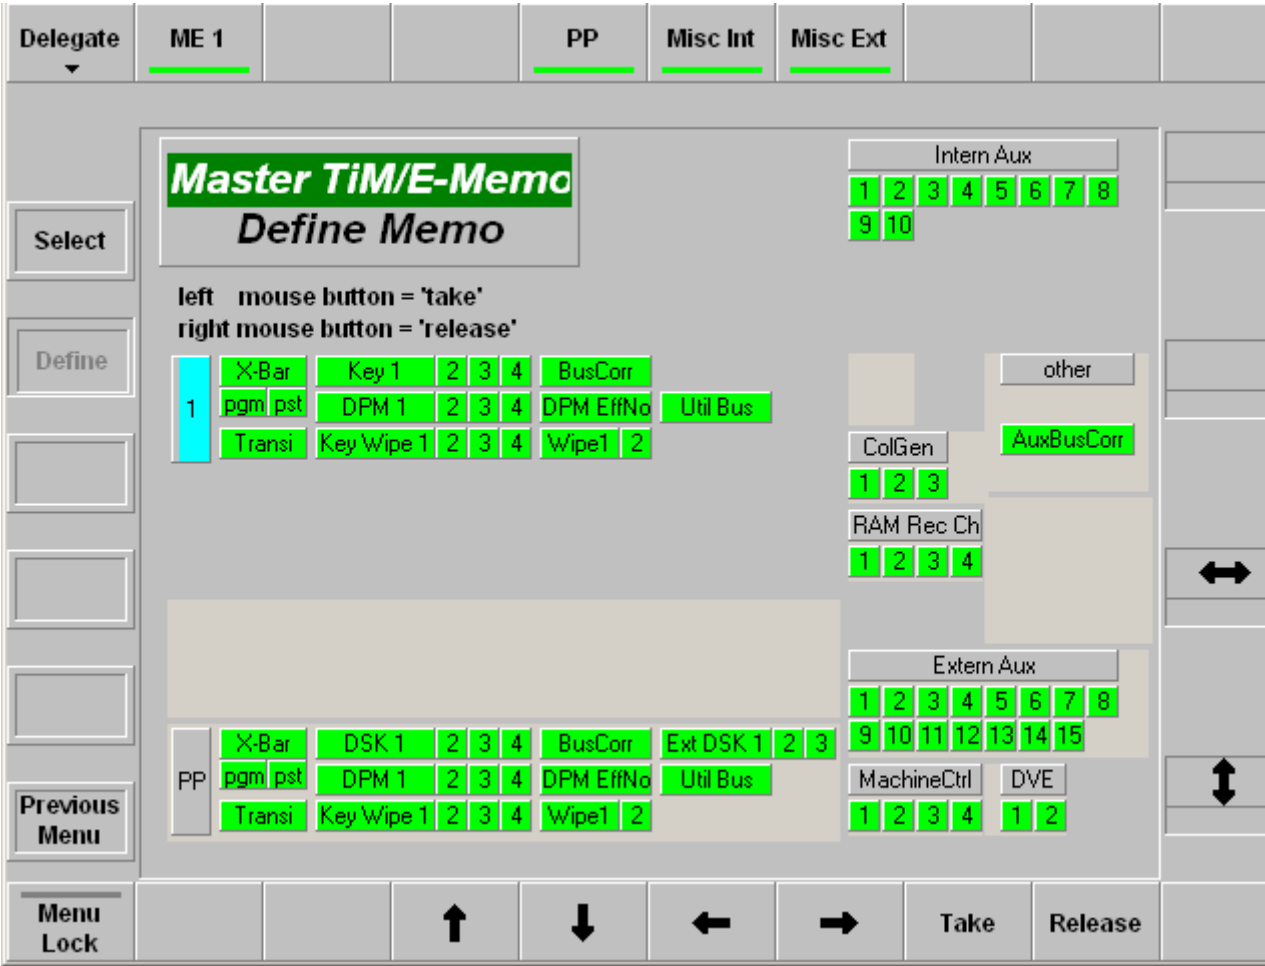 Delegate ME 1 PP Misc Int Misc Ext
Master TiM/E-Memo
Define Memo
Intern Aux
1 2 3 4 5 6 7 8
9 10
Select
left mouse button = 'take'
right mouse button = 'release'
Define
1
X-Bar Key 1 2 3 4 BusCorr
pgm pst DPM 1 2 3 4 DPM EffNo Util Bus
Transi Key Wipe 1 2 3 4 Wipe1 2
other
AuxBusCorr
ColGen
1 2 3
RAM Rec Ch
1 2 3 4
Extern Aux
1 2 3 4 5 6 7 8
9 10 11 12 13 14 15
PP
X-Bar DSK 1 2 3 4 BusCorr Ext DSK 1 2 3
pgm pst DPM 1 2 3 4 DPM EffNo Util Bus
Transi Key Wipe 1 2 3 4 Wipe1 2
MachineCtrl DVE
1 2 3 4 1 2
Previous
Menu
Menu
Lock
Take Release